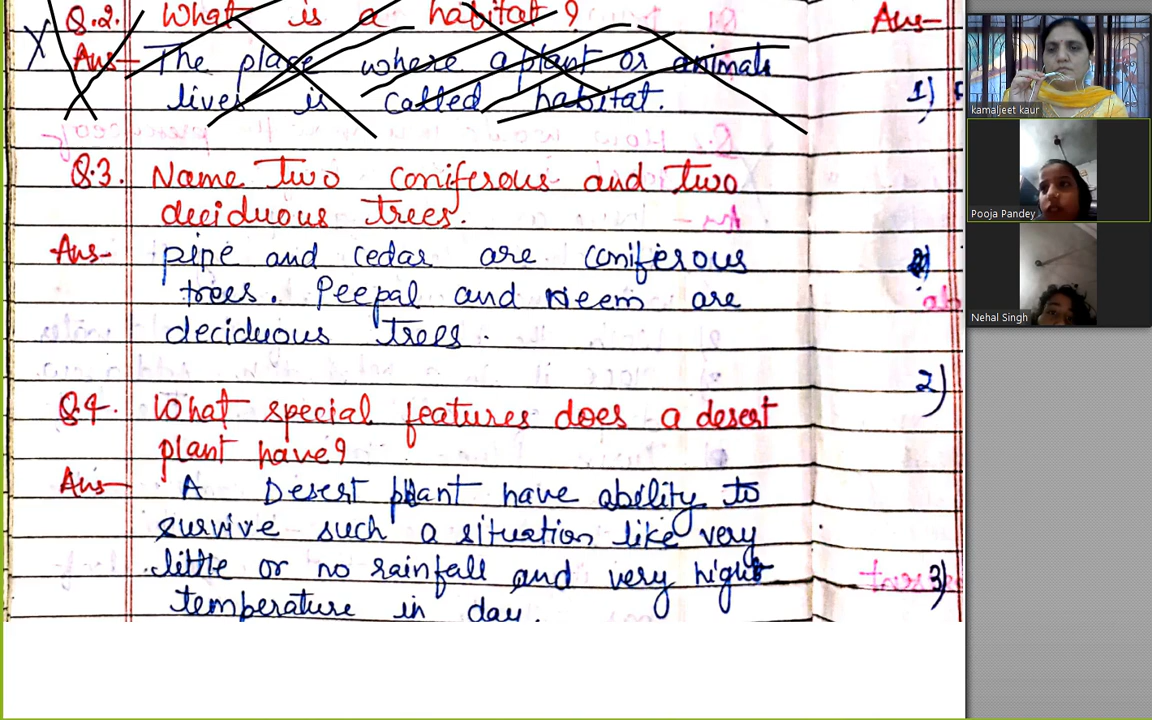 Q.2. What is a habitat?
Ans- The place where a plant or animals
lives is called habitat.
Q.3. Name Two coniferous and two
deciduous trees.
Ans- pine and cedar are coniferous
trees. Peepal and Neem are
deciduous trees.
Q.4. What special features does a desert
plant have?
Ans- A Desert plant have ability to
survive such a situation like very
little or no rainfall and very hight
temperature in day.
Ans-
1)
2)
3)
kamaljeet kaur
Pooja Pandey
Nehal Singh